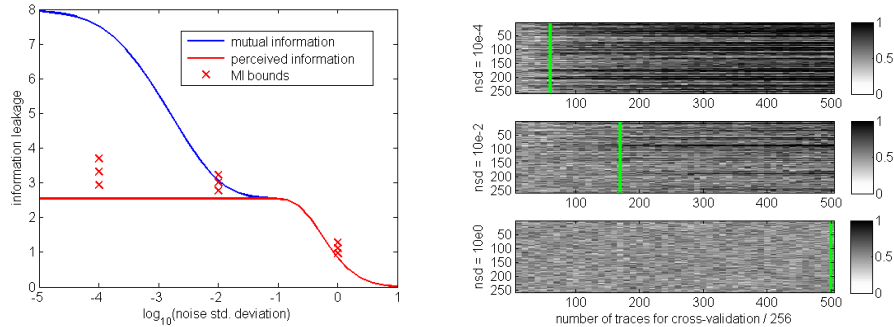 8
7
6
5
4
3
2
1
0
information leakage
-5 -4 -3 -2 -1 0 1
log10(noise std. deviation)
mutual information
perceived information
MI bounds
nsd = 10e-4
50
100
150
200
250
100 200 300 400 500
1
0.5
0
nsd = 10e-2
50
100
150
200
250
100 200 300 400 500
1
0.5
0
nsd = 10e0
50
100
150
200
250
100 200 300 400 500
1
0.5
0
number of traces for cross-validation / 256